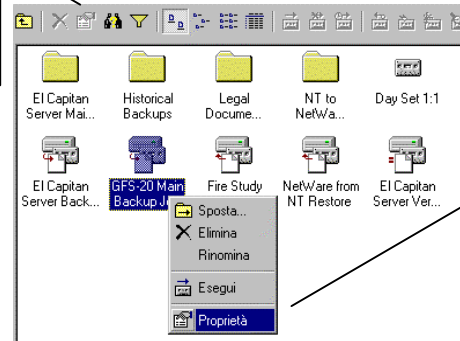 El Capitan
Server Mai...
Historical
Backups
Legal
Docume...
NT to
NetWa...
Day Set 1:1
El Capitan
Server Back...
GFS-20 Main
Backup J
Fire Study
NetWare from
NT Restore
El Capitan
Server Ver...
Sposta...
Elimina
Rinomina
Esegui
Proprietà